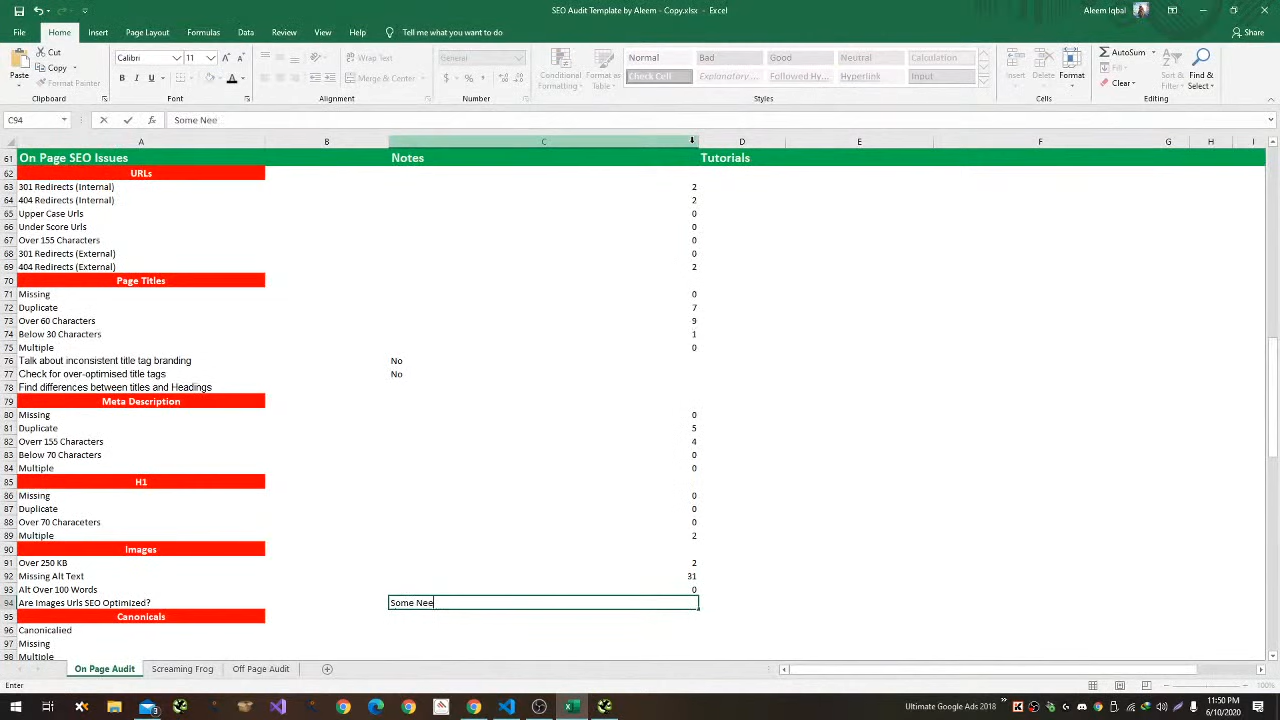 SEO Audit Template by Aleem - Copy.xlsx - Excel
Aleem Iqbal
File Home Insert Page Layout Formulas Data Review View Help Tell me what you want to do
Share
Paste
Cut
Copy
Clipboard
Calibri 11
B I U
Font
Wrap Text
Merge & Center
Alignment
General
$ % ,
Number
Conditional Formatting
Format as Table
Normal Bad Good Neutral Calculation
Check Cell Explanatory... Followed Hy... Hyperlink Input
Styles
Insert Delete Format
Cells
AutoSum
Clear
Sort & Filter
Find & Select
Editing
C94 fx Some Nee
A B C D E F G H I
61 On Page SEO Issues Notes Tutorials
62 URLs
63 301 Redirects (Internal) 2
64 404 Redirects (Internal) 2
65 Upper Case Urls 0
66 Under Score Urls 0
67 Over 155 Characters 0
68 301 Redirects (External) 0
69 404 Redirects (External) 2
70 Page Titles
71 Missing 0
72 Duplicate 7
73 Over 60 Characters 9
74 Below 30 Characters 1
75 Multiple 0
76 Talk about inconsistent title tag branding No
77 Check for over-optimised title tags No
78 Find differences between titles and Headings
79 Meta Description
80 Missing 0
81 Duplicate 5
82 Overr 155 Characters 4
83 Below 70 Characters 0
84 Multiple 0
85 H1
86 Missing 0
87 Duplicate 0
88 Over 70 Characeters 0
89 Multiple 2
90 Images
91 Over 250 KB 2
92 Missing Alt Text 31
93 Alt Over 100 Words 0
94 Are Images Urls SEO Optimized? Some Nee
95 Canonicals
96 Canonicalied
97 Missing
98 Multiple
On Page Audit Screaming Frog Off Page Audit
Enter
100%
Ultimate Google Ads 2018
11:50 PM
6/10/2020